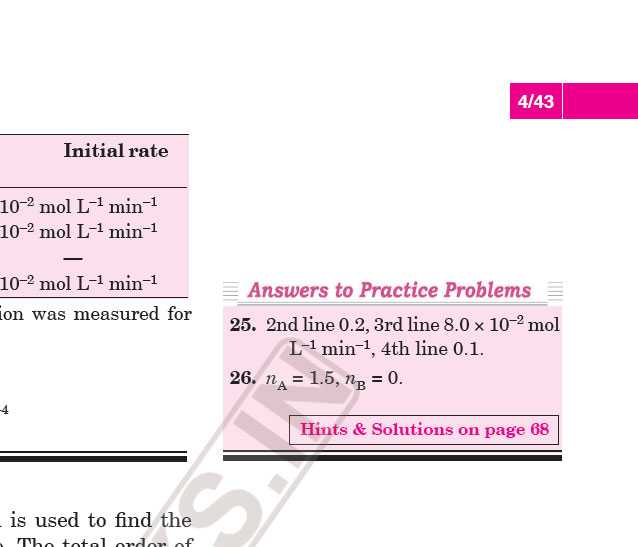 4/43
Initial rate
10⁻² mol L⁻¹ min⁻¹
10⁻² mol L⁻¹ min⁻¹
—
10⁻² mol L⁻¹ min⁻¹
ion was measured for
-4
is used to find the
The total order of
Answers to Practice Problems
25. 2nd line 0.2, 3rd line 8.0 × 10⁻² mol
L⁻¹ min⁻¹, 4th line 0.1.
26. n_A = 1.5, n_B = 0.
Hints & Solutions on page 68
S.IN